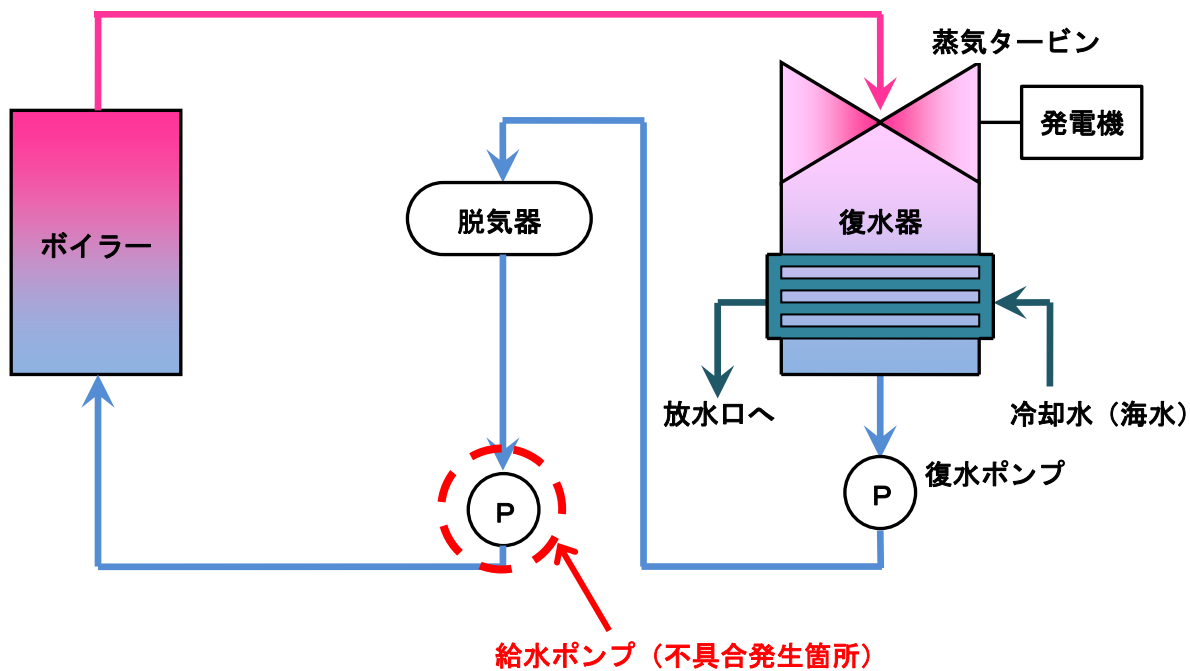 蒸気タービン
発電機
脱気器
復水器
ボイラー
放水口へ
冷却水（海水）
P
復水ポンプ
P
給水ポンプ（不具合発生箇所）